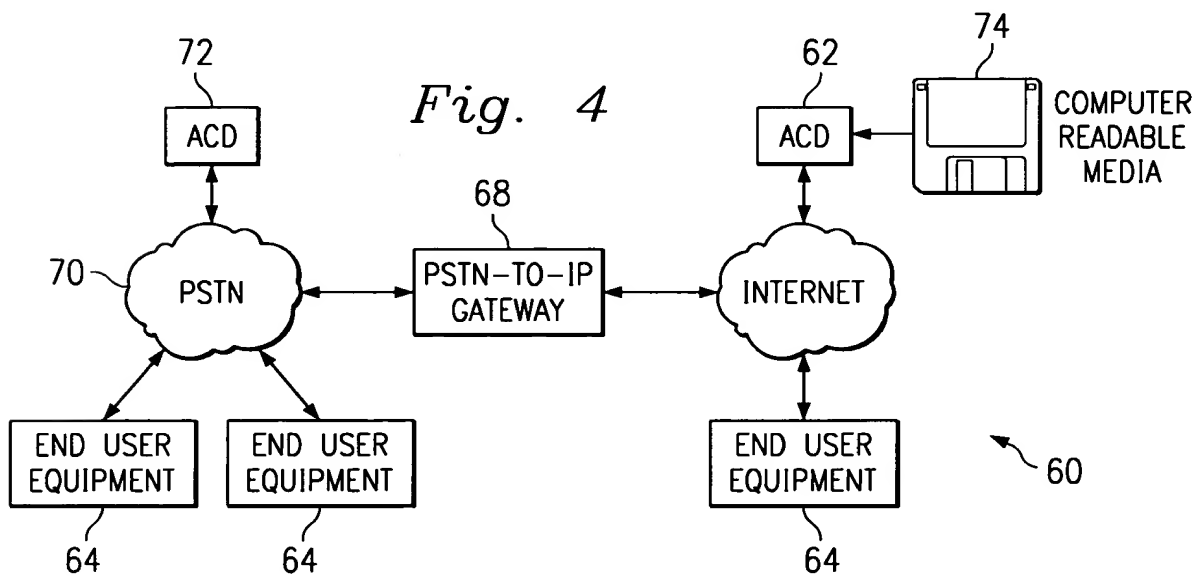 72
Fig. 4
62
74
ACD
ACD
COMPUTER
READABLE
MEDIA
68
70
PSTN
PSTN-TO-IP
GATEWAY
INTERNET
END USER
EQUIPMENT
END USER
EQUIPMENT
END USER
EQUIPMENT
60
64
64
64